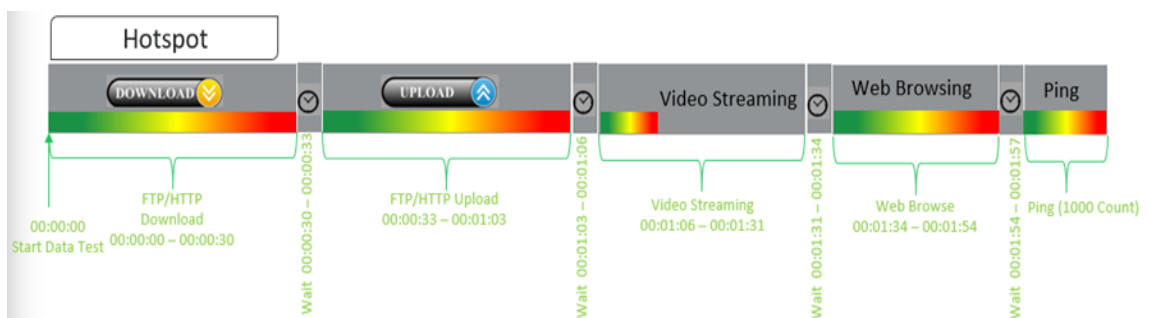 Hotspot
DOWNLOAD
UPLOAD
Video Streaming
Web Browsing
Ping
00:00:00
Start Data Test
FTP/HTTP
Download
00:00:00 – 00:00:30
Wait 00:00:30 – 00:00:33
FTP/HTTP Upload
00:00:33 – 00:01:03
Wait 00:01:03 – 00:01:06
Video Streaming
00:01:06 – 00:01:31
Wait 00:01:31 – 00:01:34
Web Browse
00:01:34 – 00:01:54
Wait 00:01:54 – 00:01:57
Ping (1000 Count)